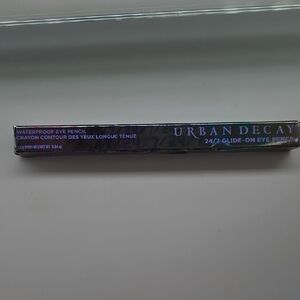 WATERPROOF EYE PENCIL
CRAYON CONTOUR DES YEUX LONGUE TENUE
URBAN DECAY
24/7 GLIDE-ON EYE PENCIL